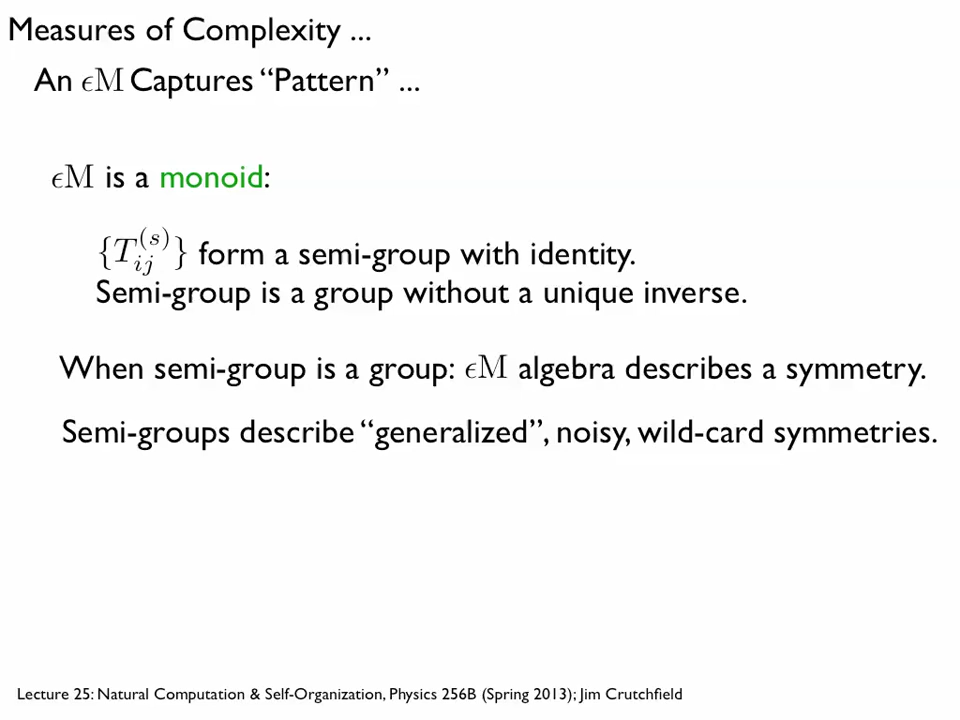 Measures of Complexity ...
An ϵM Captures “Pattern” ...
ϵM is a monoid:
{T_{ij}^{(s)}} form a semi-group with identity.
Semi-group is a group without a unique inverse.
When semi-group is a group: ϵM algebra describes a symmetry.
Semi-groups describe “generalized”, noisy, wild-card symmetries.
Lecture 25: Natural Computation & Self-Organization, Physics 256B (Spring 2013); Jim Crutchfield